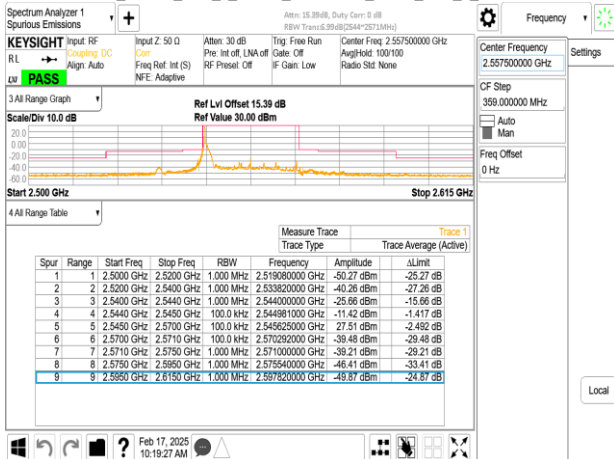 Spectrum Analyzer 1
Spurious Emissions
Attn: 15.39dB, Duty Corr: 0 dB
RBW Trans:6.99dB(2544~2571MHz)
Frequency
KEYSIGHT Input: RF Input Z: 50 Ω Atten: 30 dB Trig: Free Run Center Freq: 2.557500000 GHz
RL Coupling: DC Corr Pre: Int off, LNA off Gate: Off Avg|Hold: 100/100
Align: Auto Freq Ref: Int (S) RF Preset: Off IF Gain: Low Radio Std: None
NFE: Adaptive
LXI PASS
Center Frequency
2.557500000 GHz
Settings
CF Step
359.000000 MHz
Auto
Man
Freq Offset
0 Hz
3 All Range Graph
Ref Lvl Offset 15.39 dB
Scale/Div 10.0 dB Ref Value 30.00 dBm
20.0
0.00
-20.0
-40.0
-60.0
Start 2.500 GHz Stop 2.615 GHz
4 All Range Table
Measure Trace Trace 1
Trace Type Trace Average (Active)
Spur Range Start Freq Stop Freq RBW Frequency Amplitude ΔLimit
1 1 2.5000 GHz 2.5200 GHz 1.000 MHz 2.519080000 GHz -50.27 dBm -25.27 dB
2 2 2.5200 GHz 2.5400 GHz 1.000 MHz 2.533820000 GHz -40.26 dBm -27.26 dB
3 3 2.5400 GHz 2.5440 GHz 1.000 MHz 2.544000000 GHz -25.66 dBm -15.66 dB
4 4 2.5440 GHz 2.5450 GHz 100.0 kHz 2.544981000 GHz -11.42 dBm -1.417 dB
5 5 2.5450 GHz 2.5700 GHz 100.0 kHz 2.545625000 GHz 27.51 dBm -2.492 dB
6 6 2.5700 GHz 2.5710 GHz 100.0 kHz 2.570292000 GHz -39.48 dBm -29.48 dB
7 7 2.5710 GHz 2.5750 GHz 1.000 MHz 2.571000000 GHz -39.21 dBm -29.21 dB
8 8 2.5750 GHz 2.5950 GHz 1.000 MHz 2.575540000 GHz -46.41 dBm -33.41 dB
9 9 2.5950 GHz 2.6150 GHz 1.000 MHz 2.597820000 GHz -49.87 dBm -24.87 dB
Local
Feb 17, 2025
10:19:27 AM